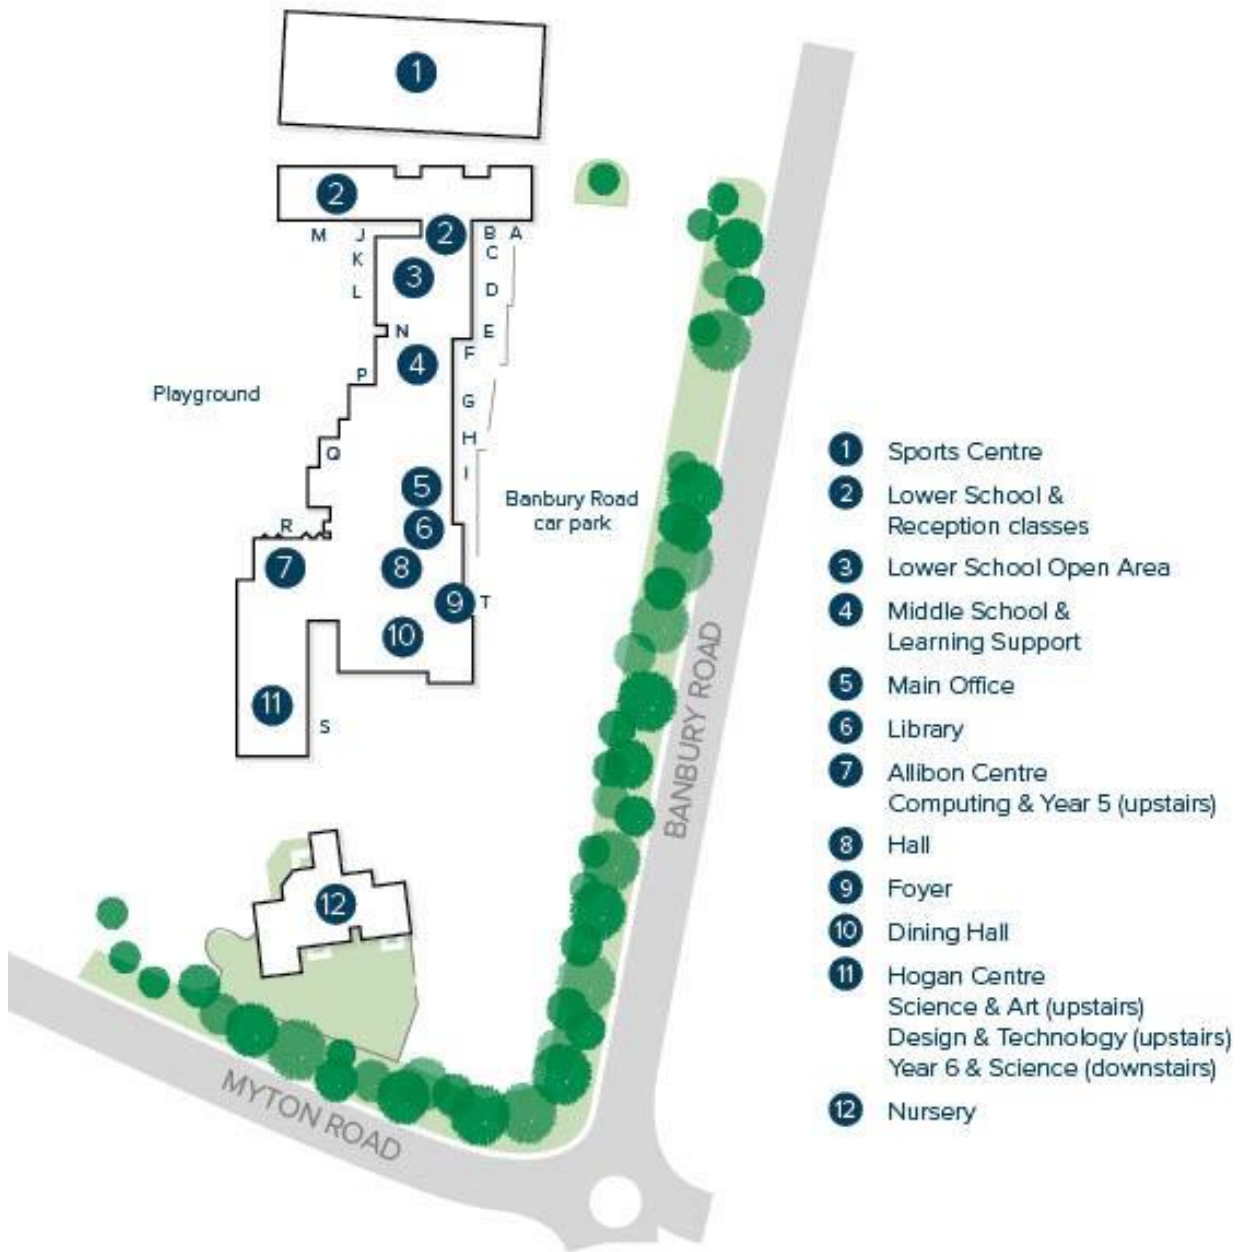 1
2
2
M J B A
K C
3
L D
N E
F
4
P
Playground
G
H
Q
I
5
Banbury Road
car park
R 6
7 8
9 T
10
11
S
12
BANBURY ROAD
MYTON ROAD
1 Sports Centre
2 Lower School &
Reception classes
3 Lower School Open Area
4 Middle School &
Learning Support
5 Main Office
6 Library
7 Allibon Centre
Computing & Year 5 (upstairs)
8 Hall
9 Foyer
10 Dining Hall
11 Hogan Centre
Science & Art (upstairs)
Design & Technology (upstairs)
Year 6 & Science (downstairs)
12 Nursery